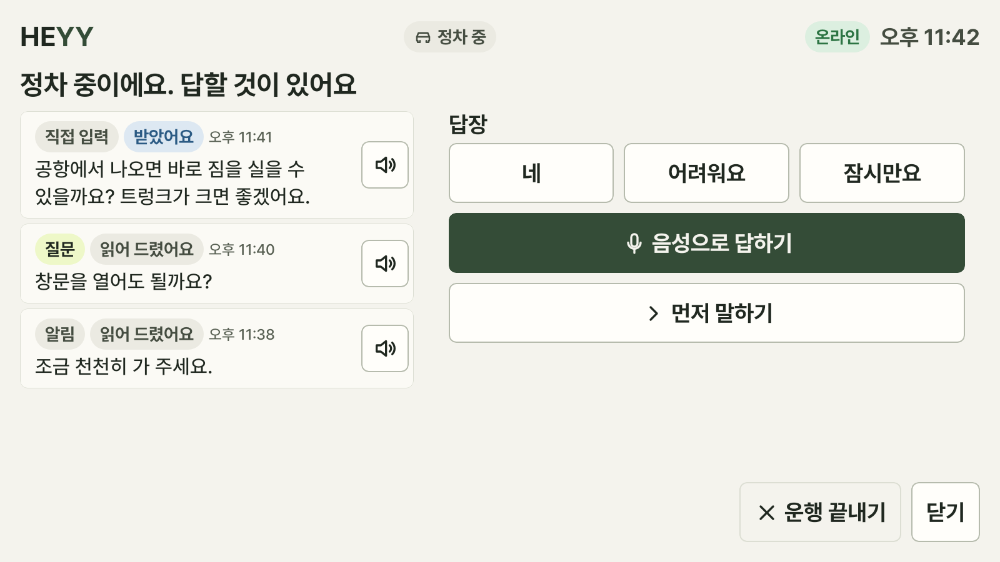 HEYY
정차 중
온라인 오후 11:42
정차 중이에요. 답할 것이 있어요
직접 입력 받았어요 오후 11:41
공항에서 나오면 바로 짐을 실을 수
있을까요? 트렁크가 크면 좋겠어요.
질문 읽어 드렸어요 오후 11:40
창문을 열어도 될까요?
알림 읽어 드렸어요 오후 11:38
조금 천천히 가 주세요.
답장
네
어려워요
잠시만요
음성으로 답하기
먼저 말하기
운행 끝내기
닫기